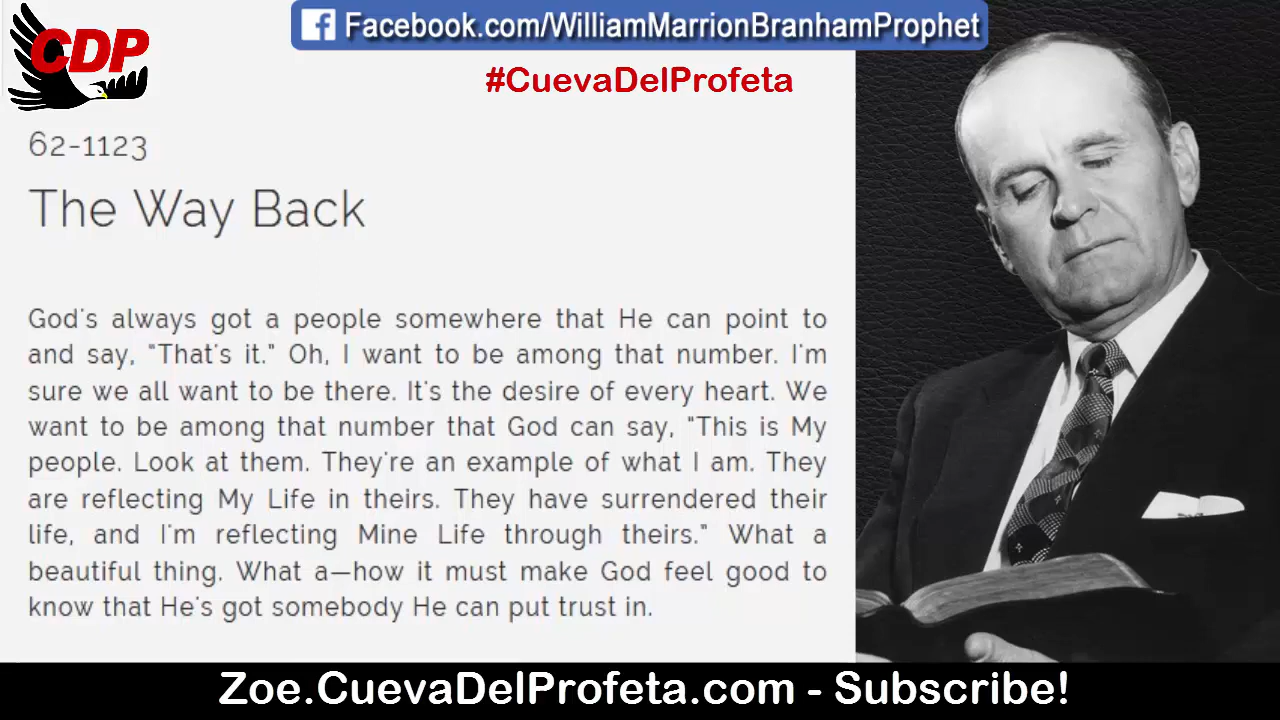 Facebook.com/WilliamMarrionBranhamProphet
CDP
#CuevaDelProfeta
62-1123
The Way Back
God's always got a people somewhere that He can point to
and say, "That's it." Oh, I want to be among that number. I'm
sure we all want to be there. It's the desire of every heart. We
want to be among that number that God can say, "This is My
people. Look at them. They're an example of what I am. They
are reflecting My Life in theirs. They have surrendered their
life, and I'm reflecting Mine Life through theirs." What a
beautiful thing. What a—how it must make God feel good to
know that He's got somebody He can put trust in.
Zoe.CuevaDelProfeta.com - Subscribe!